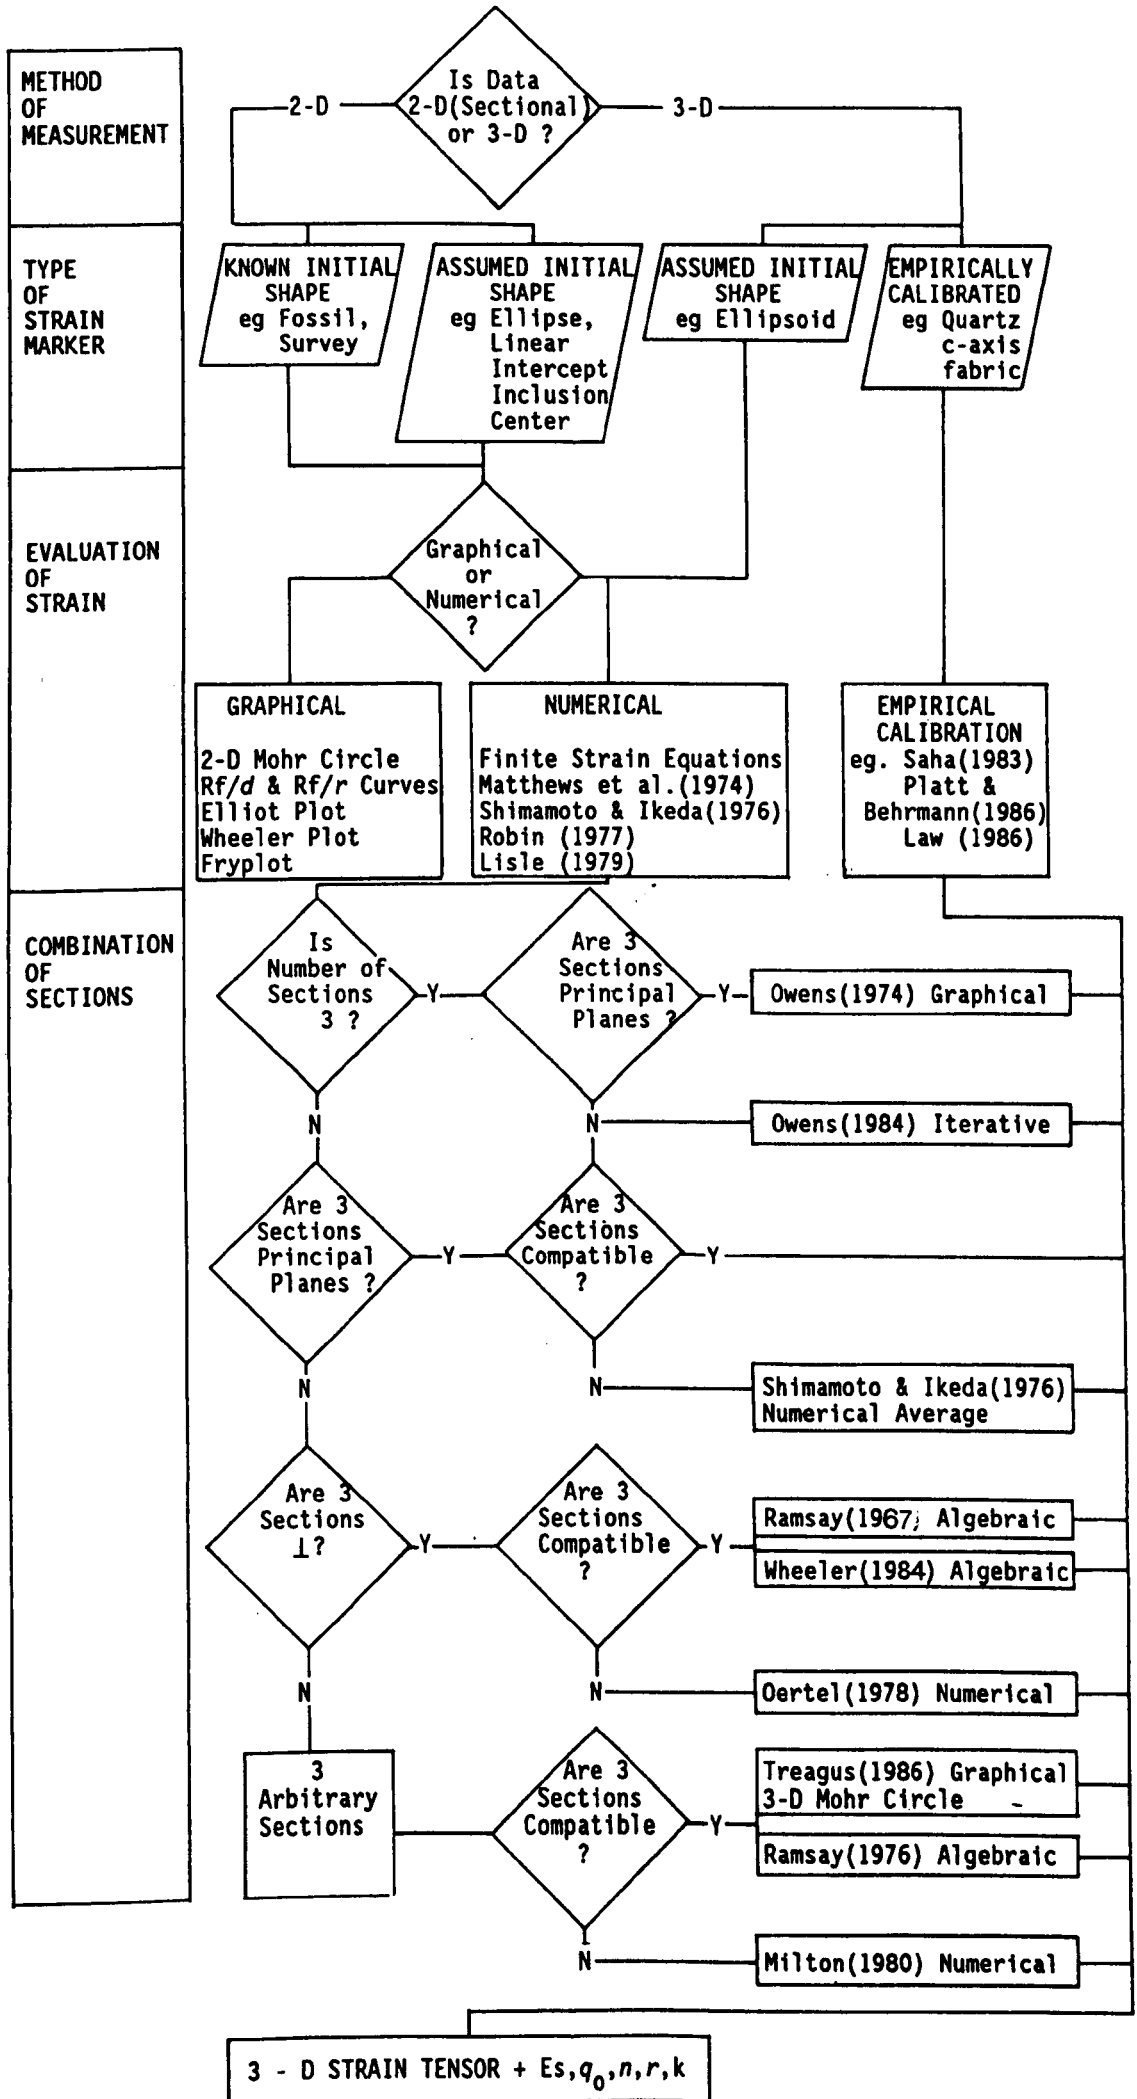 METHOD
OF
MEASUREMENT
Is Data
2-D(Sectional)
or 3-D ?
2-D
3-D
TYPE
OF
STRAIN
MARKER
KNOWN INITIAL
SHAPE
eg Fossil,
Survey
ASSUMED INITIAL
SHAPE
eg Ellipse,
Linear
Intercept
Inclusion
Center
ASSUMED INITIAL
SHAPE
eg Ellipsoid
EMPIRICALLY
CALIBRATED
eg Quartz
c-axis
fabric
EVALUATION
OF
STRAIN
Graphical
or
Numerical
?
GRAPHICAL
2-D Mohr Circle
Rf/d & Rf/r Curves
Elliot Plot
Wheeler Plot
Fryplot
NUMERICAL
Finite Strain Equations
Matthews et al.(1974)
Shimamoto & Ikeda(1976)
Robin (1977)
Lisle (1979)
EMPIRICAL
CALIBRATION
eg. Saha(1983)
Platt &
Behrmann(1986)
Law (1986)
COMBINATION
OF
SECTIONS
Is
Number of
Sections
3 ?
Y
Are 3
Sections
Principal
Planes ?
Y
Owens(1974) Graphical
N
N
Owens(1984) Iterative
Are 3
Sections
Principal
Planes ?
Y
Are 3
Sections
Compatible
?
Y
N
N
Shimamoto & Ikeda(1976)
Numerical Average
Are 3
Sections
⊥?
Y
Are 3
Sections
Compatible
?
Y
Ramsay(1967) Algebraic
Wheeler(1984) Algebraic
N
N
Oertel(1978) Numerical
3
Arbitrary
Sections
Are 3
Sections
Compatible
?
Y
Treagus(1986) Graphical
3-D Mohr Circle
Ramsay(1976) Algebraic
N
Milton(1980) Numerical
3 - D STRAIN TENSOR + Es,q₀,n,r,k